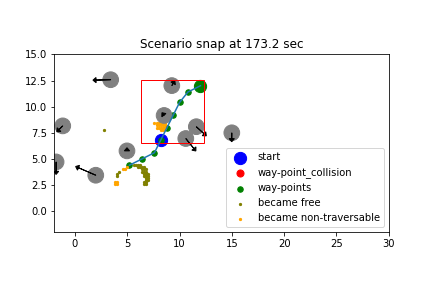 Scenario snap at 173.2 sec
15.0
12.5
10.0
7.5
5.0
2.5
0.0
0 5 10 15 20 25 30
start
way-point_collision
way-points
became free
became non-traversable